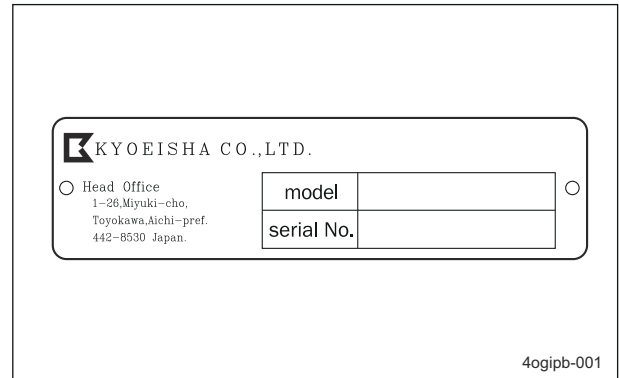 KYOEISHA CO.,LTD.
Head Office
1-26,Miyuki-cho,
Toyokawa,Aichi-pref.
442-8530 Japan.
model
serial No.
4ogipb-001